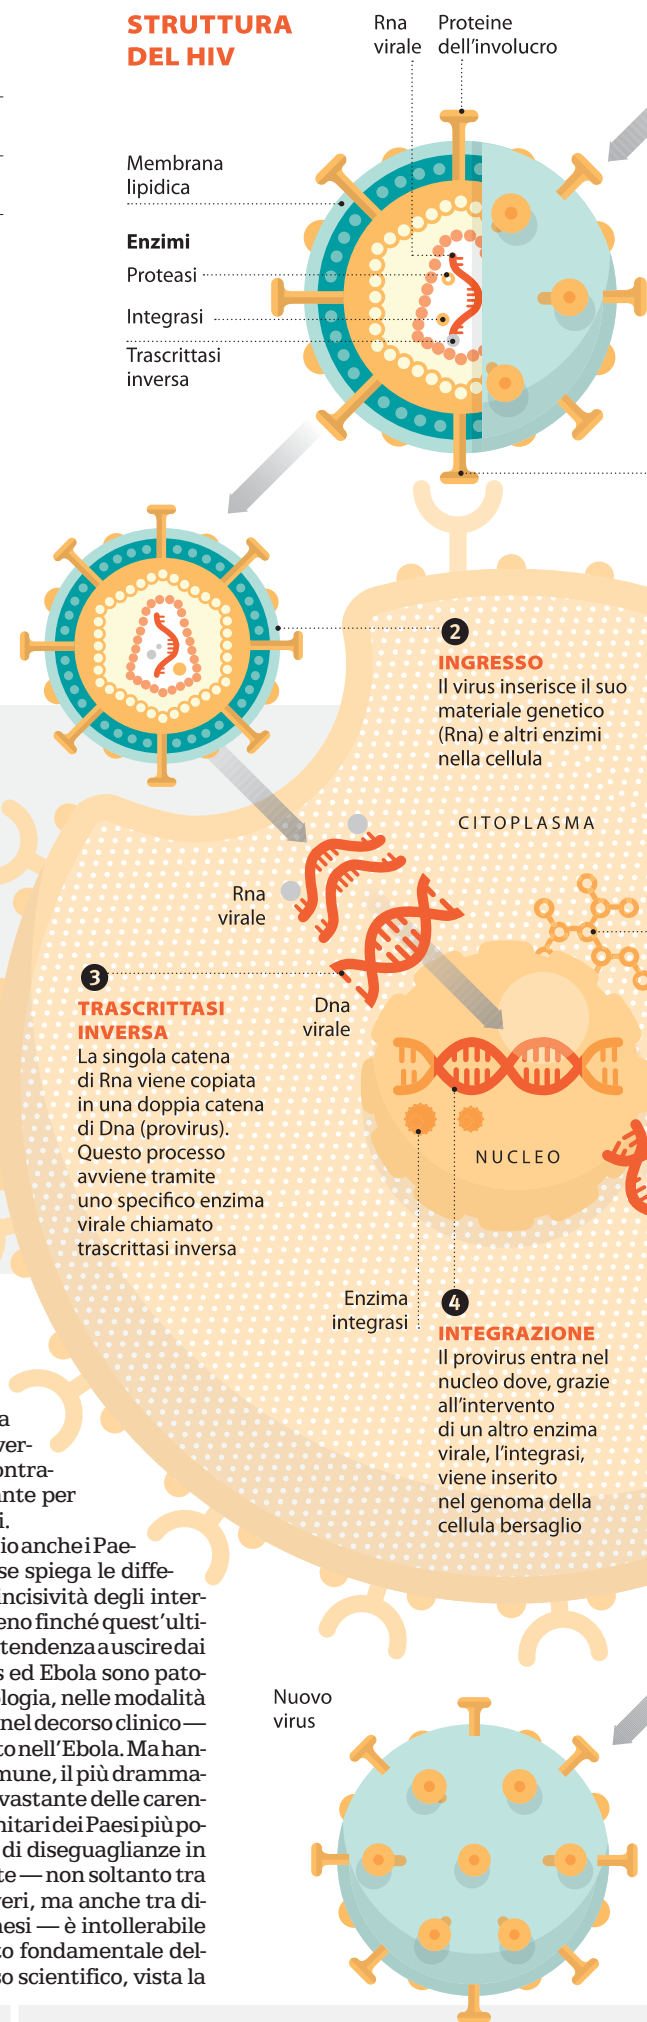 STRUTTURA
DEL HIV
Rna
virale
Proteine
dell'involucro
Membrana
lipidica
Enzimi
Proteasi
Integrasi
Trascrittasi
inversa
2
INGRESSO
Il virus inserisce il suo
materiale genetico
(Rna) e altri enzimi
nella cellula
CITOPLASMA
Rna
virale
3
TRASCRITTASI
INVERSA
La singola catena
di Rna viene copiata
in una doppia catena
di Dna (provirus).
Questo processo
avviene tramite
uno specifico enzima
virale chiamato
trascrittasi inversa
Dna
virale
NUCLEO
Enzima
integrasi
4
INTEGRAZIONE
Il provirus entra nel
nucleo dove, grazie
all'intervento
di un altro enzima
virale, l'integrasi,
viene inserito
nel genoma della
cellula bersaglio
a
ver-
ontra-
ante per
i.
io anche i Pae-
se spiega le diffe-
incisività degli inter-
eno finché quest'ulti-
tendenza a uscire dai
s ed Ebola sono pato-
ologia, nelle modalità
nel decorso clinico —
to nell'Ebola. Ma han-
mune, il più dramma-
vastante delle caren-
nitari dei Paesi più po-
di diseguaglianze in
te — non soltanto tra
veri, ma anche tra di-
nesi — è intollerabile
to fondamentale del-
so scientifico, vista la
Nuovo
virus